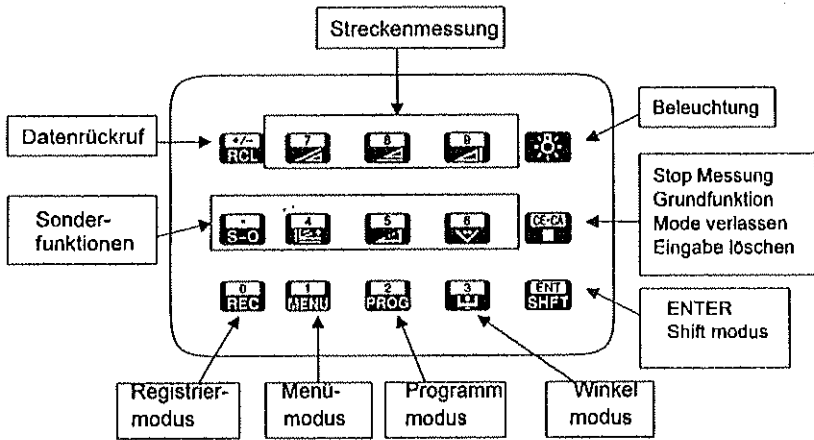 Streckenmessung
Datenrückruf
+/-
RCL
7
8
9
Beleuchtung
Sonder-
funktionen
•
S-O
4
5
6
CE-CA
Stop Messung
Grundfunktion
Mode verlassen
Eingabe löschen
0
REC
1
MENU
2
PROG
3
ENT
SHFT
ENTER
Shift modus
Registrier-
modus
Menü-
modus
Programm
modus
Winkel
modus